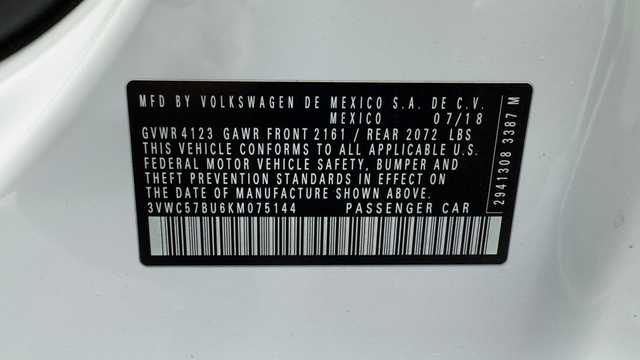 MFD BY VOLKSWAGEN DE MEXICO S.A. DE C.V.
MEXICO 07/18
GVWR 4123 GAWR FRONT 2161 / REAR 2072 LBS
THIS VEHICLE CONFORMS TO ALL APPLICABLE U.S.
FEDERAL MOTOR VEHICLE SAFETY, BUMPER AND
THEFT PREVENTION STANDARDS IN EFFECT ON
THE DATE OF MANUFACTURE SHOWN ABOVE.
3VWC57BU6KM075144 PASSENGER CAR
2941308 3387 M